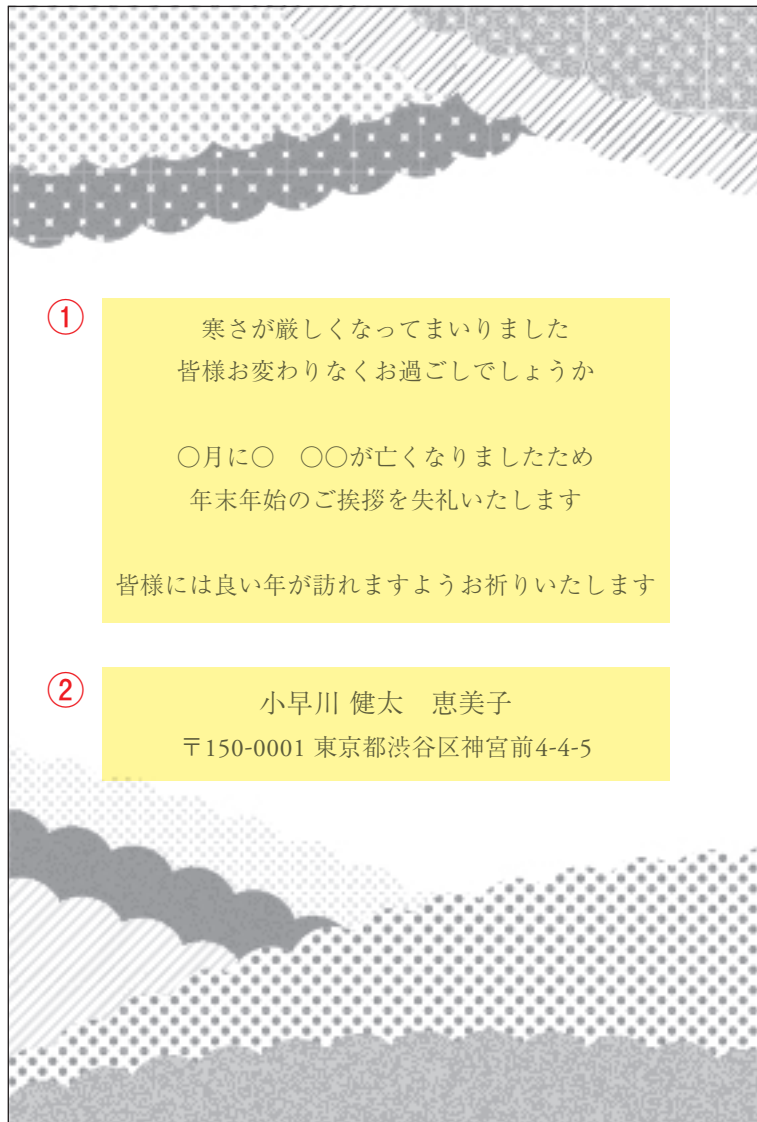 ①
寒さが厳しくなってまいりました
皆様お変わりなくお過ごしでしょうか
〇月に〇　〇〇が亡くなりましたため
年末年始のご挨拶を失礼いたします
皆様には良い年が訪れますようお祈りいたします
②
小早川 健太　恵美子
〒150-0001 東京都渋谷区神宮前4-4-5